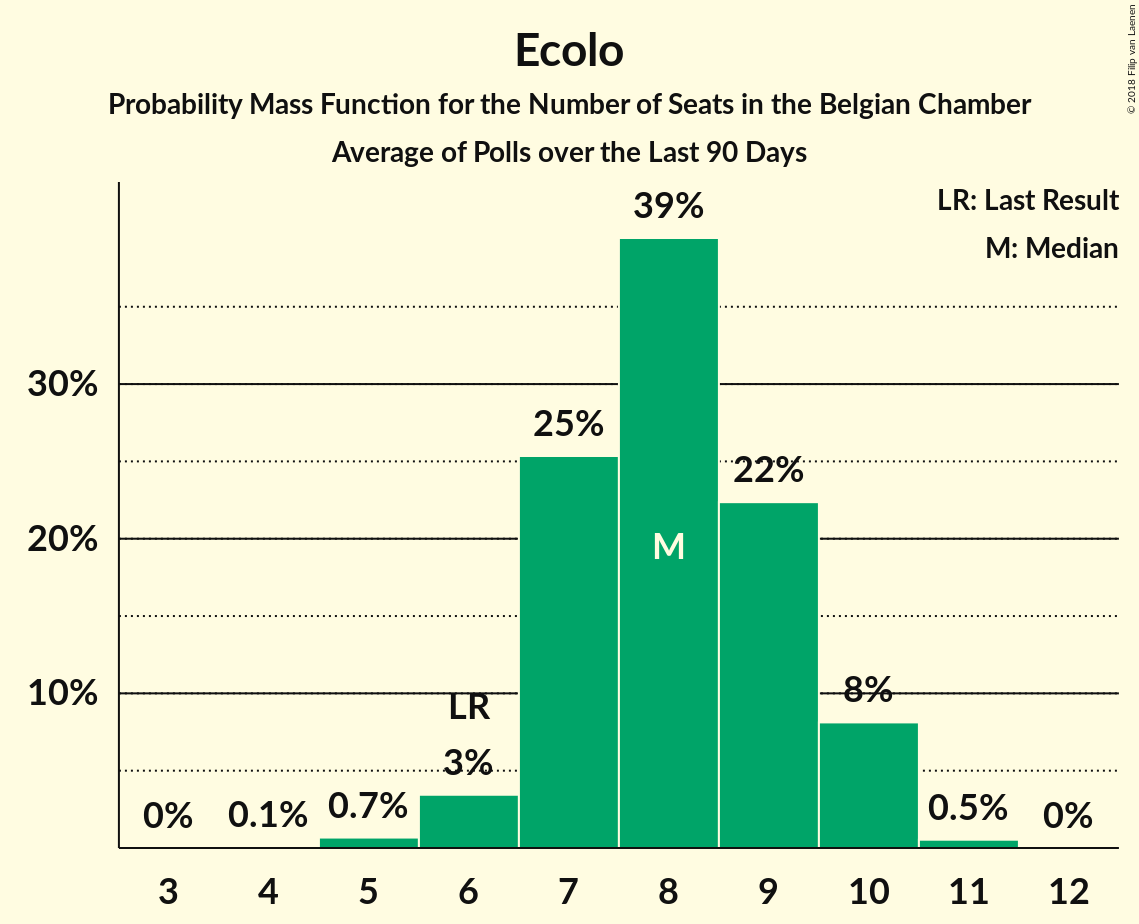 Ecolo
Probability Mass Function for the Number of Seats in the Belgian Chamber
Average of Polls over the Last 90 Days
© 2018 Filip van Laenen
LR: Last Result
M: Median
39%
30%
25%
22%
20%
M
10%
LR
8%
3%
0%
0.1%
0.7%
0.5%
0%
3 4 5 6 7 8 9 10 11 12